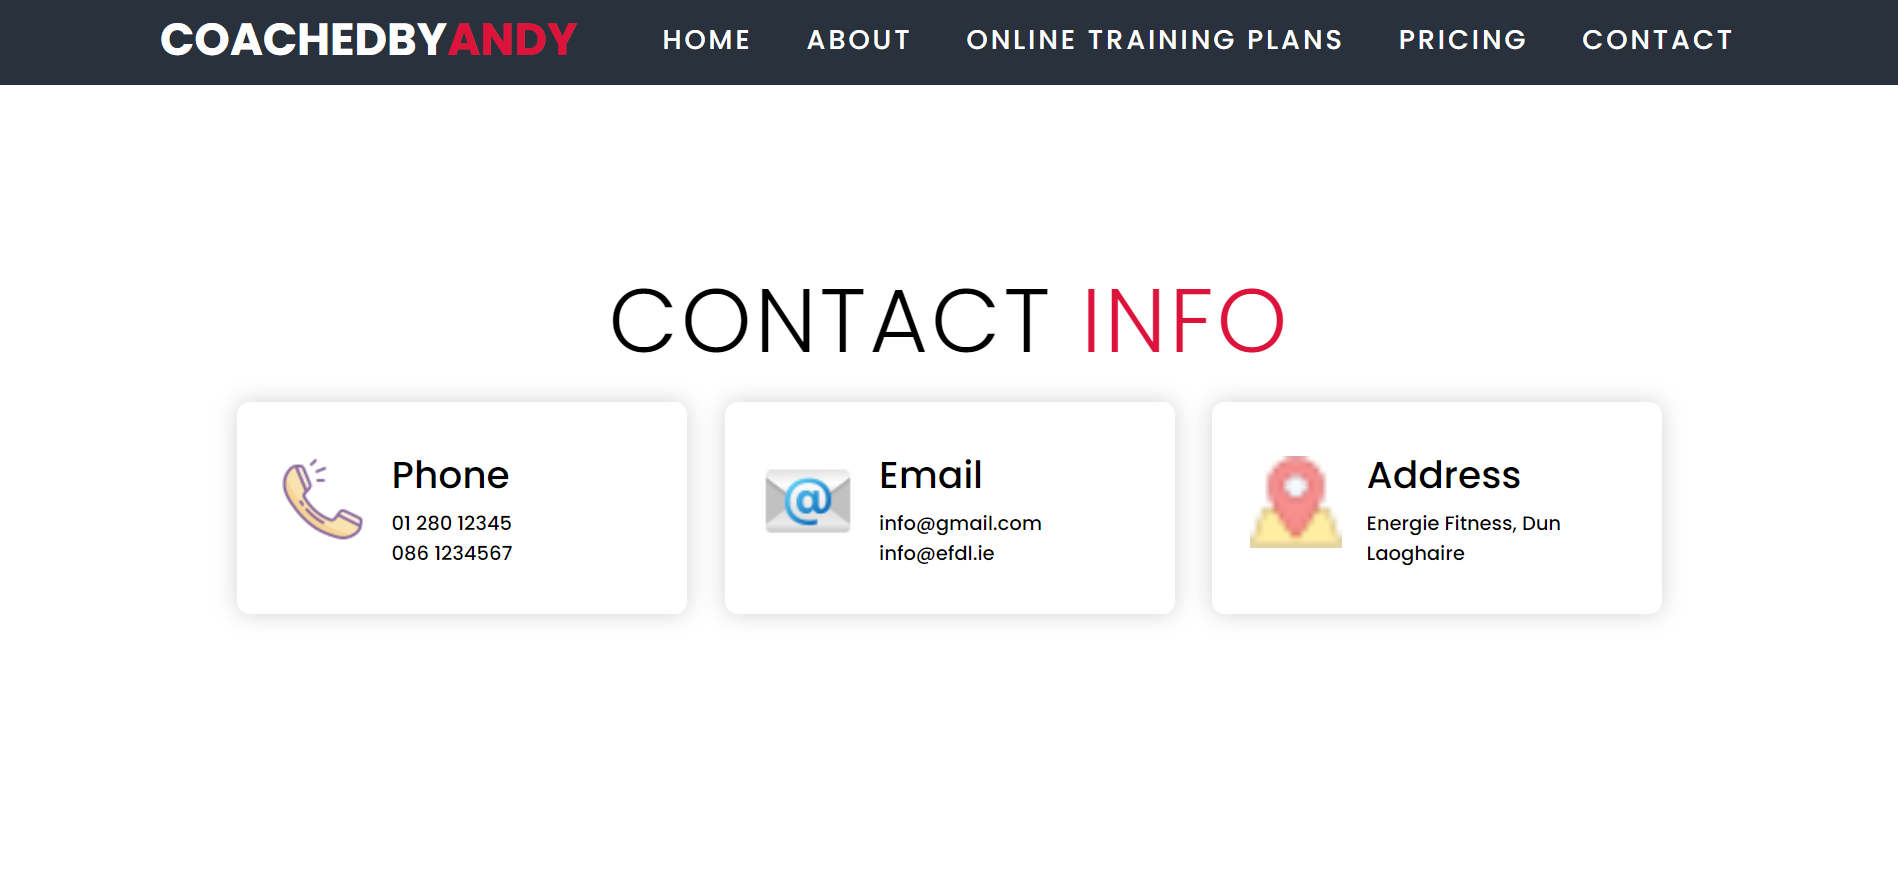 COACHEDBYANDY HOME ABOUT ONLINE TRAINING PLANS PRICING CONTACT
CONTACT INFO
Phone
01 280 12345
086 1234567
Email
info@gmail.com
info@efdl.ie
Address
Energie Fitness, Dun
Laoghaire